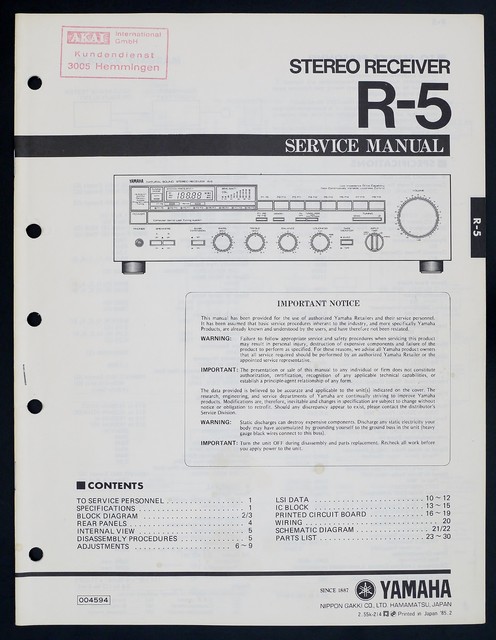 AKAI International
GmbH
Kundendienst
3005 Hemmingen
STEREO RECEIVER
R-5
SERVICE MANUAL
YAMAHA NATURAL SOUND STEREO RECEIVER R-5
R-5
IMPORTANT NOTICE
This manual has been provided for the use of authorized Yamaha Retailers and their service personnel.
It has been assumed that basic service procedures inherent to the industry, and more specifically Yamaha
Products, are already known and understood by the users, and have therefore not been restated.
WARNING: Failure to follow appropriate service and safety procedures when servicing this product
may result in personal injury, destruction of expensive components and failure of the
product to perform as specified. For these reasons, we advise all Yamaha product owners
that all service required should be performed by an authorized Yamaha Retailer or the
appointed service representative.
IMPORTANT: The presentation or sale of this manual to any individual or firm does not constitute
authorization, certification, recognition of any applicable technical capabilities, or
establish a principle-agent relationship of any form.
The data provided is believed to be accurate and applicable to the unit(s) indicated on the cover. The
research, engineering, and service departments of Yamaha are continually striving to improve Yamaha
products. Modifications are, therefore, inevitable and changes in specification are subject to change without
notice or obligation to retrofit. Should any discrepancy appear to exist, please contact the distributor's
Service Division.
WARNING: Static discharges can destroy expensive components. Discharge any static electricity your
body may have accumulated by grounding yourself to the ground buss in the unit (heavy
gauge black wires connect to this buss).
IMPORTANT: Turn the unit OFF during disassembly and parts replacement. Recheck all work before
you apply power to the unit.
■ CONTENTS
TO SERVICE PERSONNEL . . . . . . . . . . . . . . 1
SPECIFICATIONS . . . . . . . . . . . . . . 1
BLOCK DIAGRAM . . . . . . . . . . . . . . 2/3
REAR PANELS . . . . . . . . . . . . . . 4
INTERNAL VIEW . . . . . . . . . . . . . . 5
DISASSEMBLY PROCEDURES . . . . . . . . . . . . . . 5
ADJUSTMENTS . . . . . . . . . . . . . . 6 ~ 9
LSI DATA . . . . . . . . . . . . . . 10 ~ 12
IC BLOCK . . . . . . . . . . . . . . 13 ~ 15
PRINTED CIRCUIT BOARD . . . . . . . . . . . . . . 16 ~ 19
WIRING . . . . . . . . . . . . . . 20
SCHEMATIC DIAGRAM . . . . . . . . . . . . . . 21/22
PARTS LIST . . . . . . . . . . . . . . 23 ~ 30
004594
SINCE 1887 YAMAHA
NIPPON GAKKI CO., LTD. HAMAMATSU, JAPAN
Printed in Japan '85.2